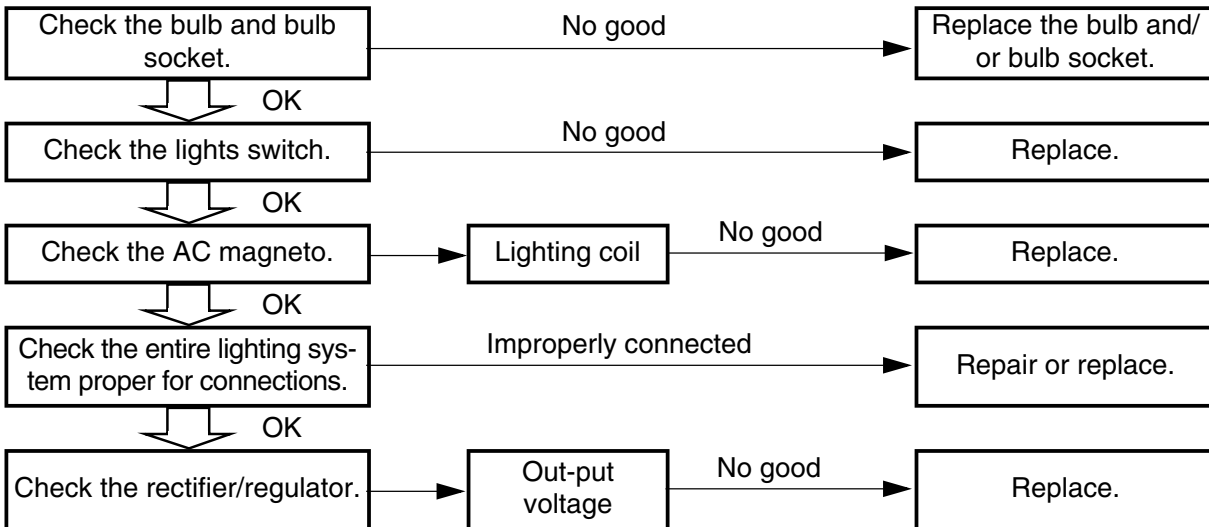 Check the bulb and bulb
socket.
No good
Replace the bulb and/
or bulb socket.
OK
Check the lights switch.
No good
Replace.
OK
Check the AC magneto.
Lighting coil
No good
Replace.
OK
Check the entire lighting sys-
tem proper for connections.
Improperly connected
Repair or replace.
OK
Check the rectifier/regulator.
Out-put
voltage
No good
Replace.